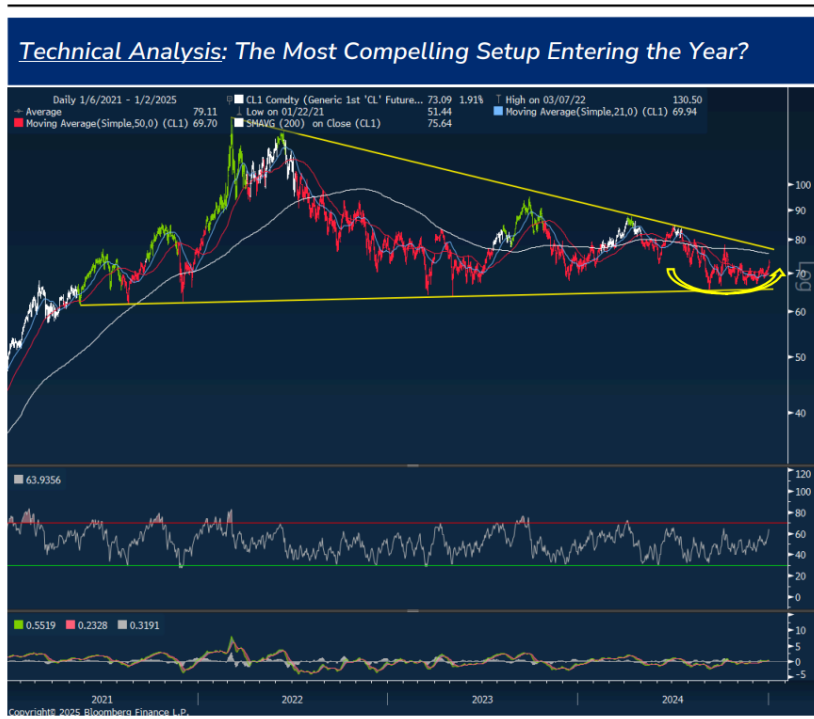 Technical Analysis: The Most Compelling Setup Entering the Year?
Daily 1/6/2021 - 1/2/2025
CL1 Comdty (Generic 1st 'CL' Future... 73.09 1.91%
High on 03/07/22 130.50
Average 79.11
Low on 01/22/21 51.44
Moving Average(Simple,21,0) (CL1) 69.94
Moving Average(Simple,50,0) (CL1) 69.70
SMAVG (200) on Close (CL1) 75.64
100
90
80
70
60
50
40
Log
63.9356
120
100
80
60
40
20
0
0.5519 0.2328 0.3191
10
5
0
-5
2021 2022 2023 2024
Copyright© 2025 Bloomberg Finance L.P.